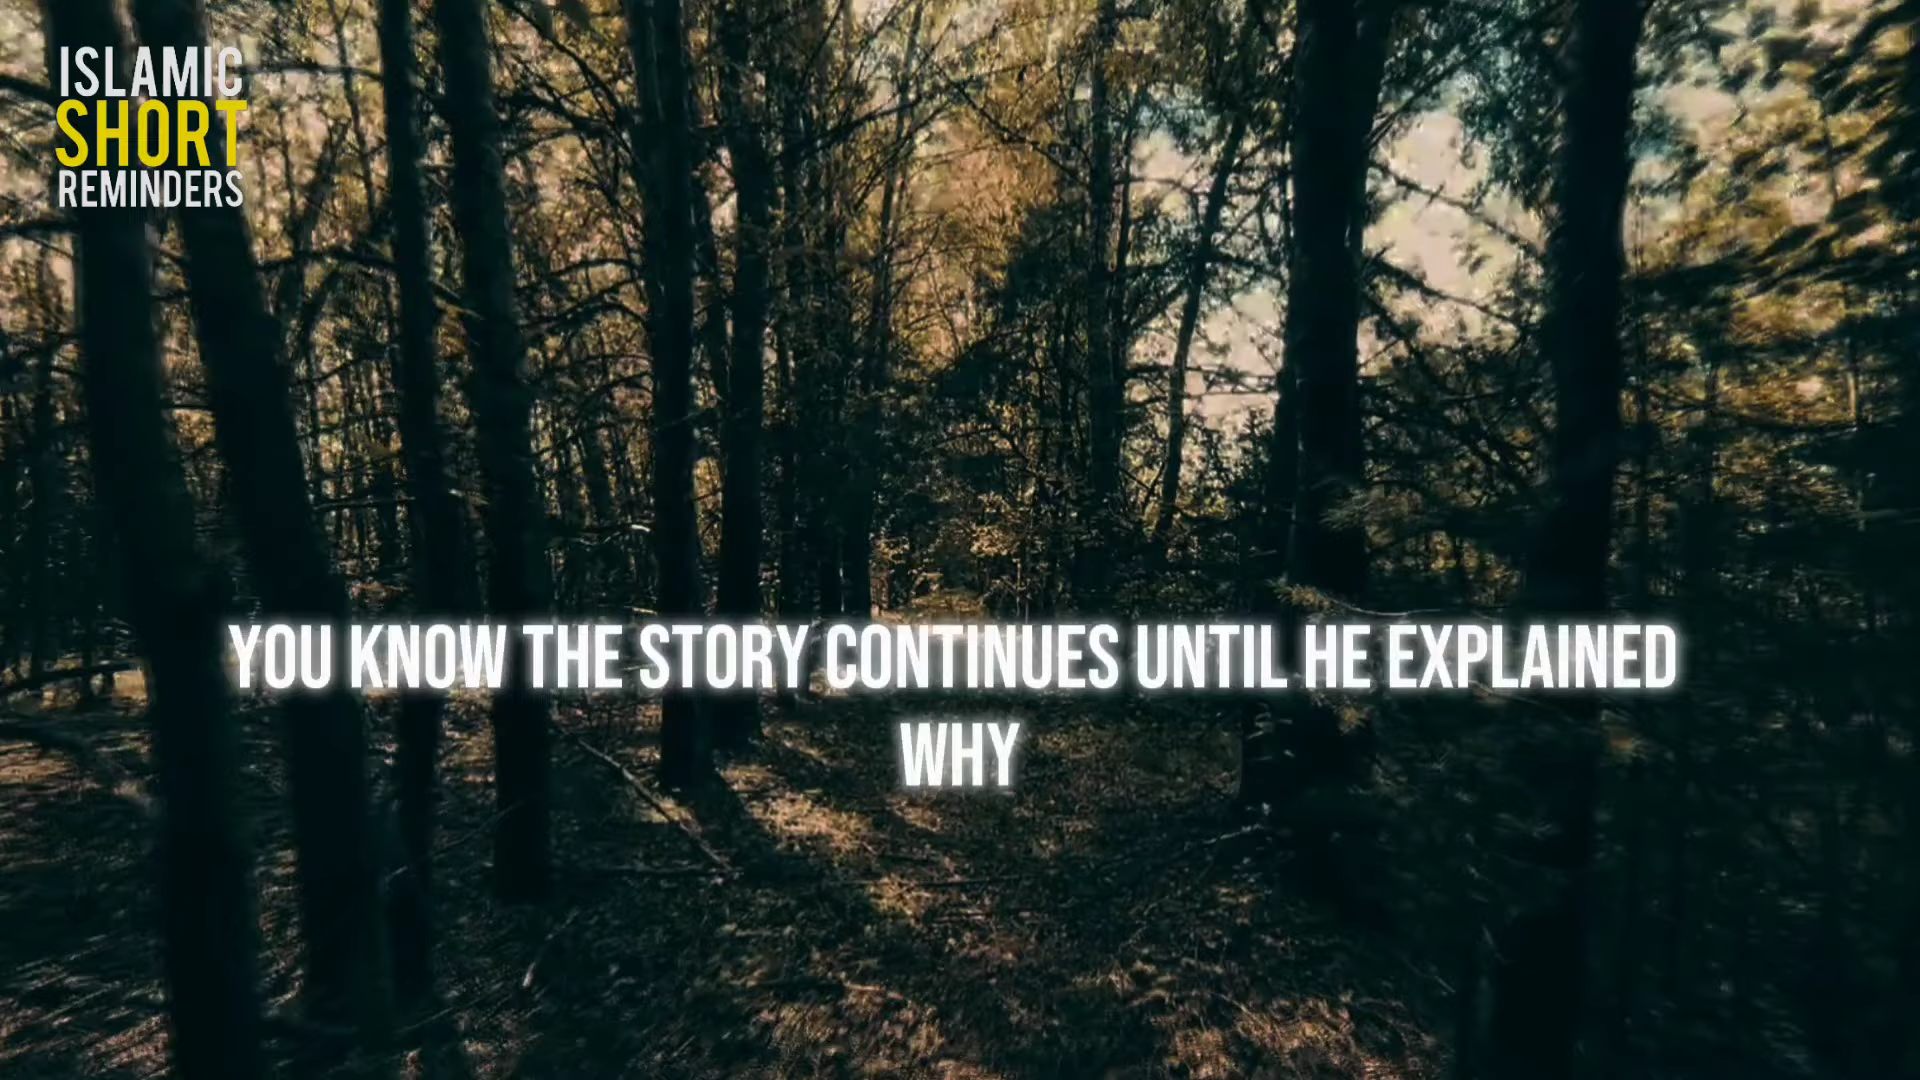 ISLAMIC
SHORT
REMINDERS
YOU KNOW THE STORY CONTINUES UNTIL HE EXPLAINED
WHY